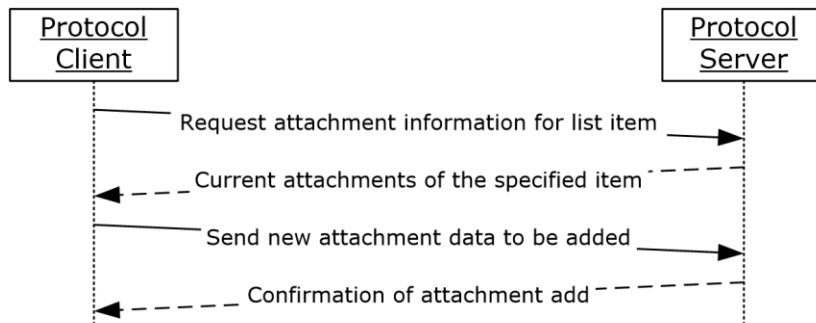 Protocol
Client
Protocol
Server
Request attachment information for list item
Current attachments of the specified item
Send new attachment data to be added
Confirmation of attachment add